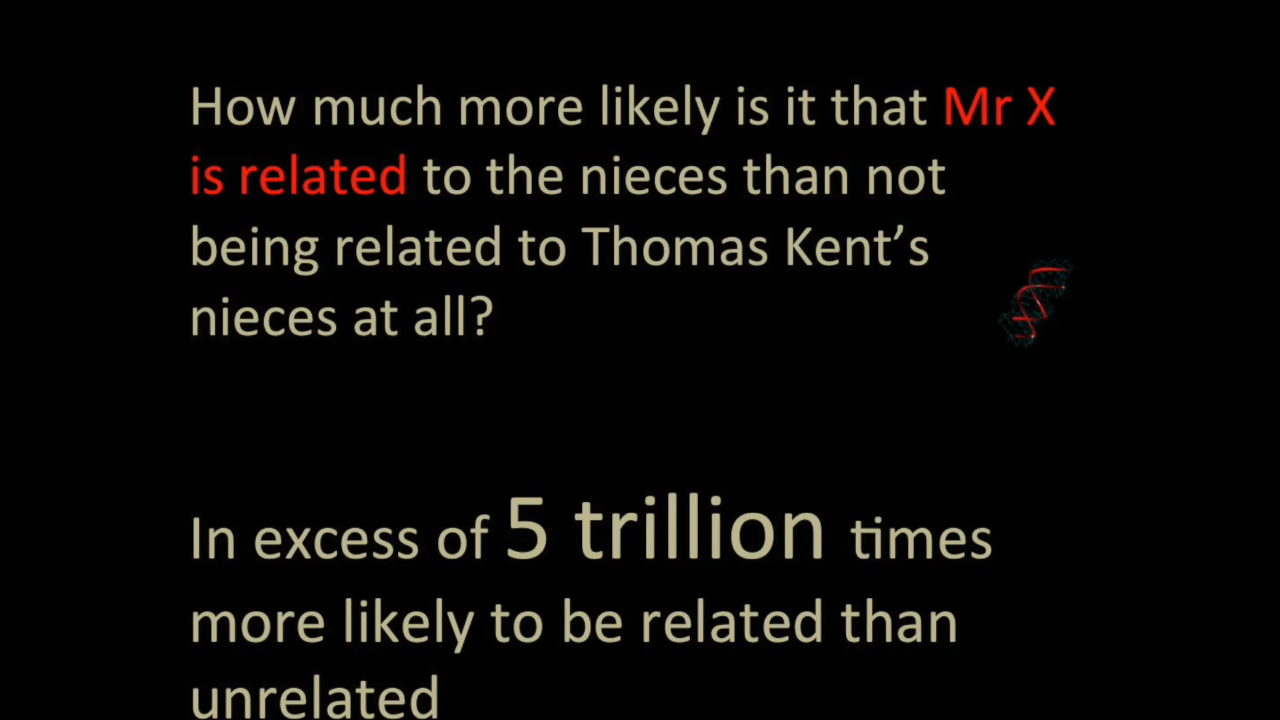 How much more likely is it that Mr X
is related to the nieces than not
being related to Thomas Kent’s
nieces at all?
In excess of 5 trillion times
more likely to be related than
unrelated